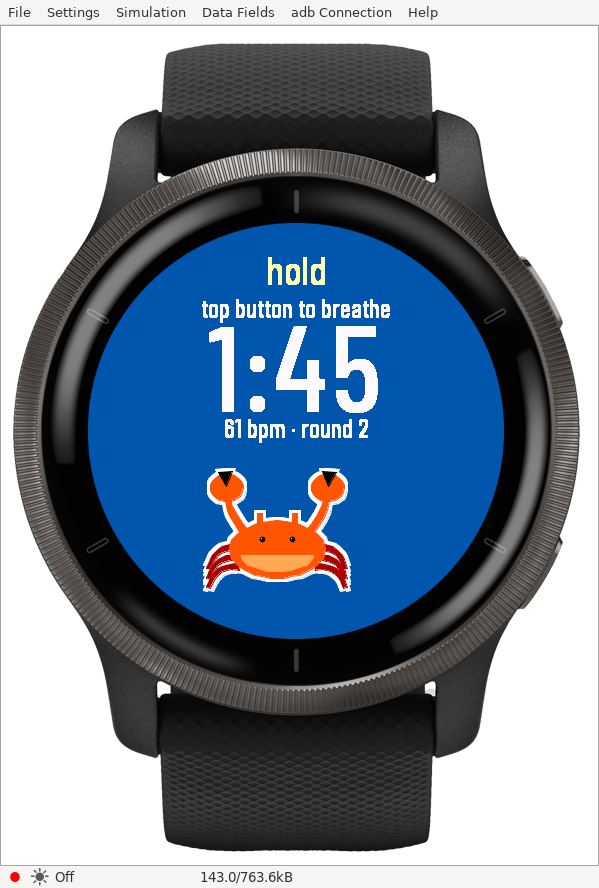 File Settings Simulation Data Fields adb Connection Help
hold
top button to breathe
1:45
61 bpm · round 2
Off 143.0/763.6kB